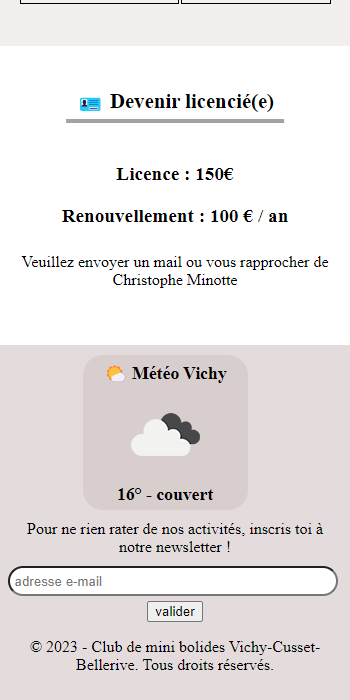 Devenir licencié(e)
Licence : 150€
Renouvellement : 100 € / an
Veuillez envoyer un mail ou vous rapprocher de
Christophe Minotte
Météo Vichy
16° - couvert
Pour ne rien rater de nos activités, inscris toi à
notre newsletter !
adresse e-mail
valider
© 2023 - Club de mini bolides Vichy-Cusset-
Bellerive. Tous droits réservés.